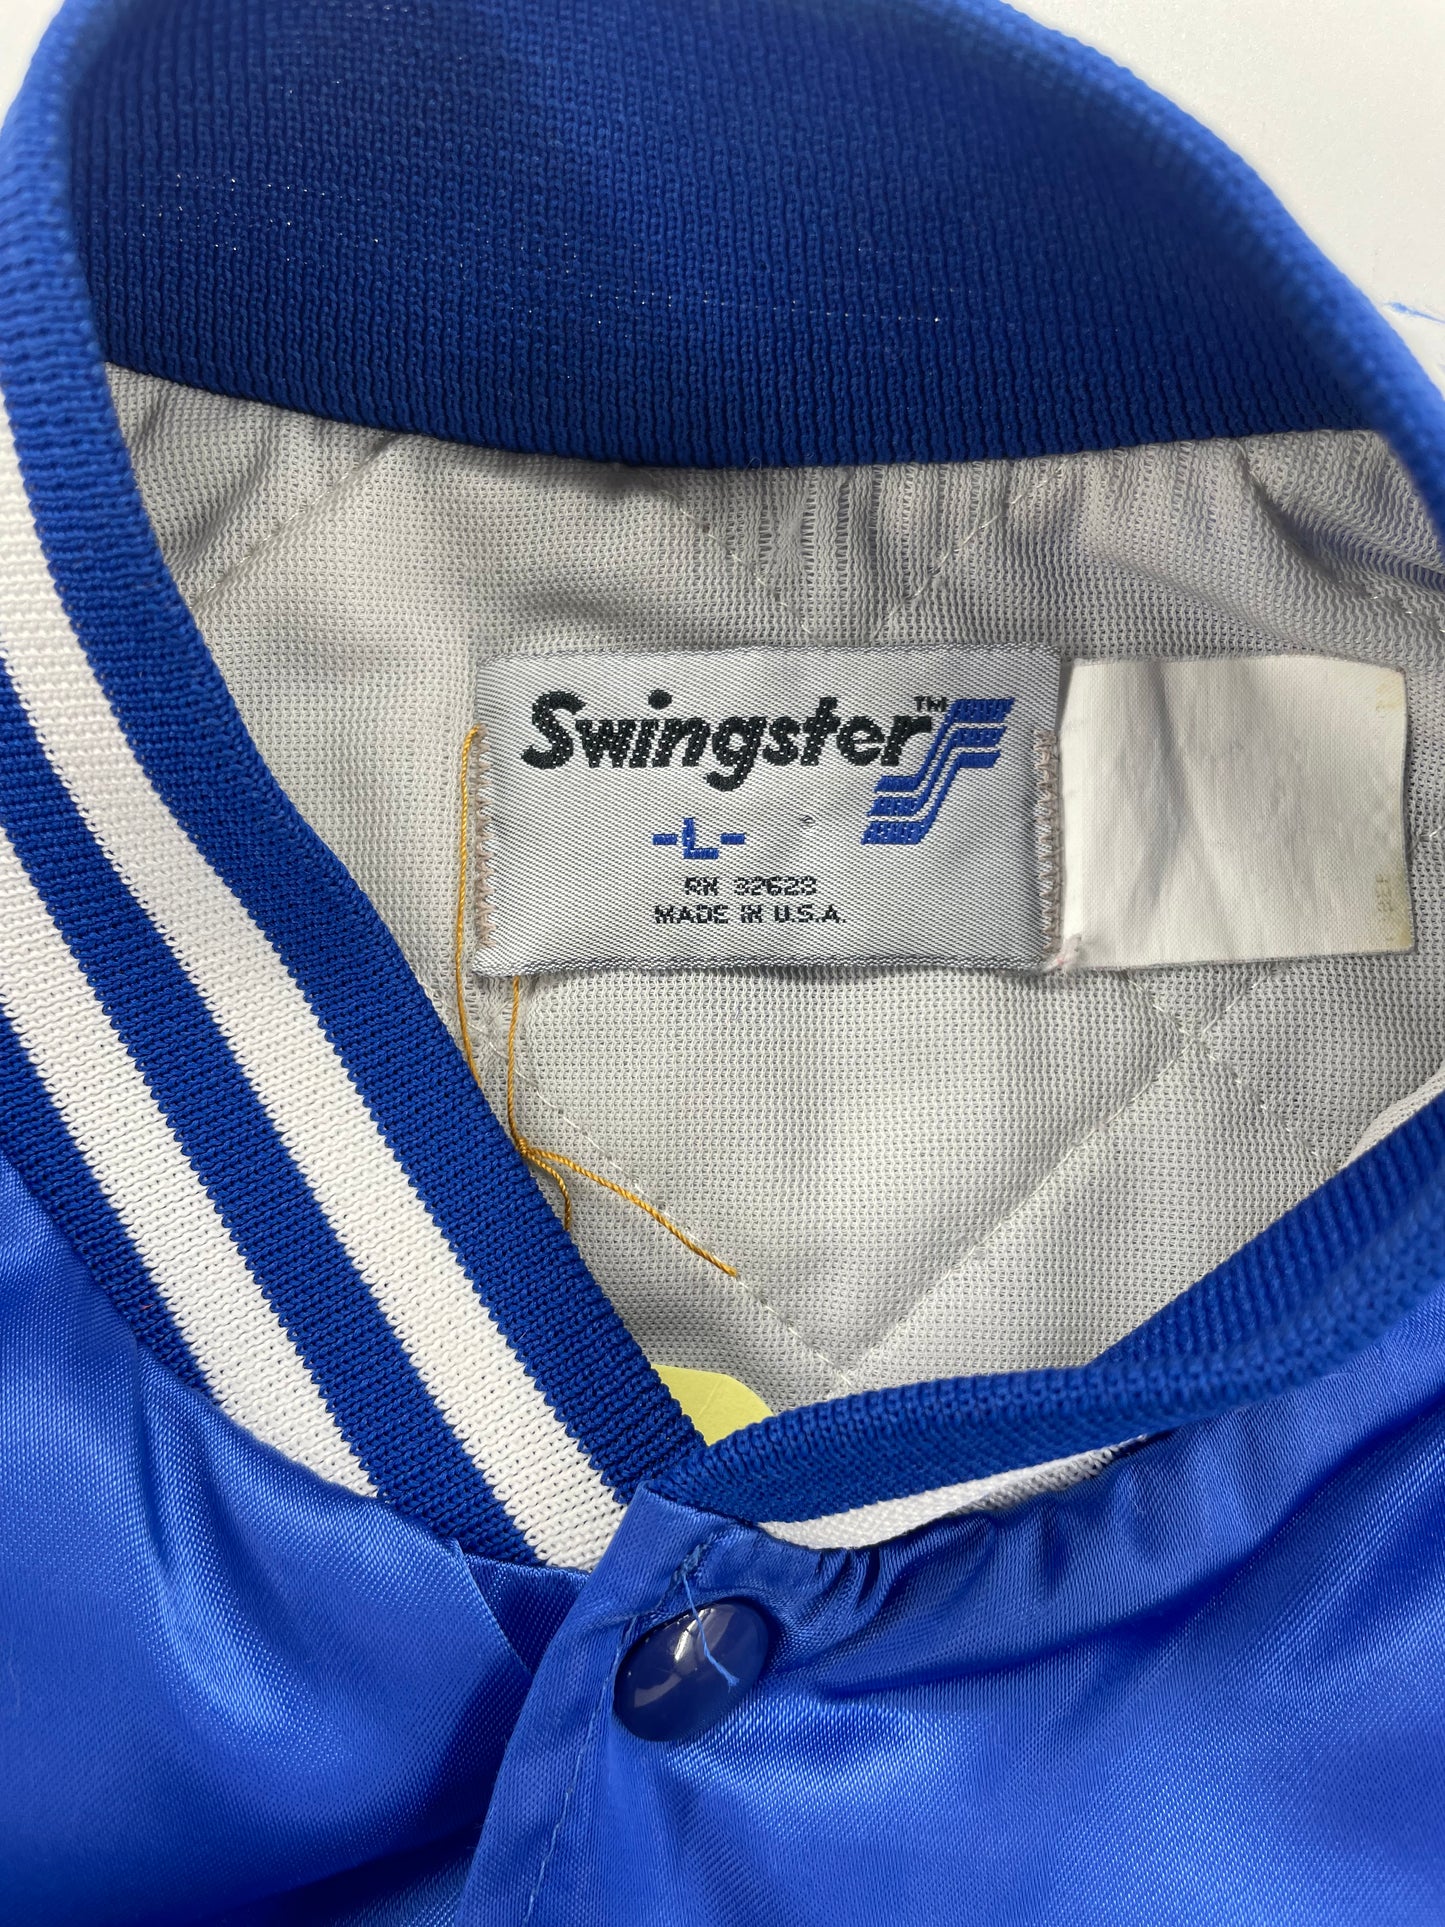 Swingster™
-L-
RN 32623
MADE IN U.S.A.